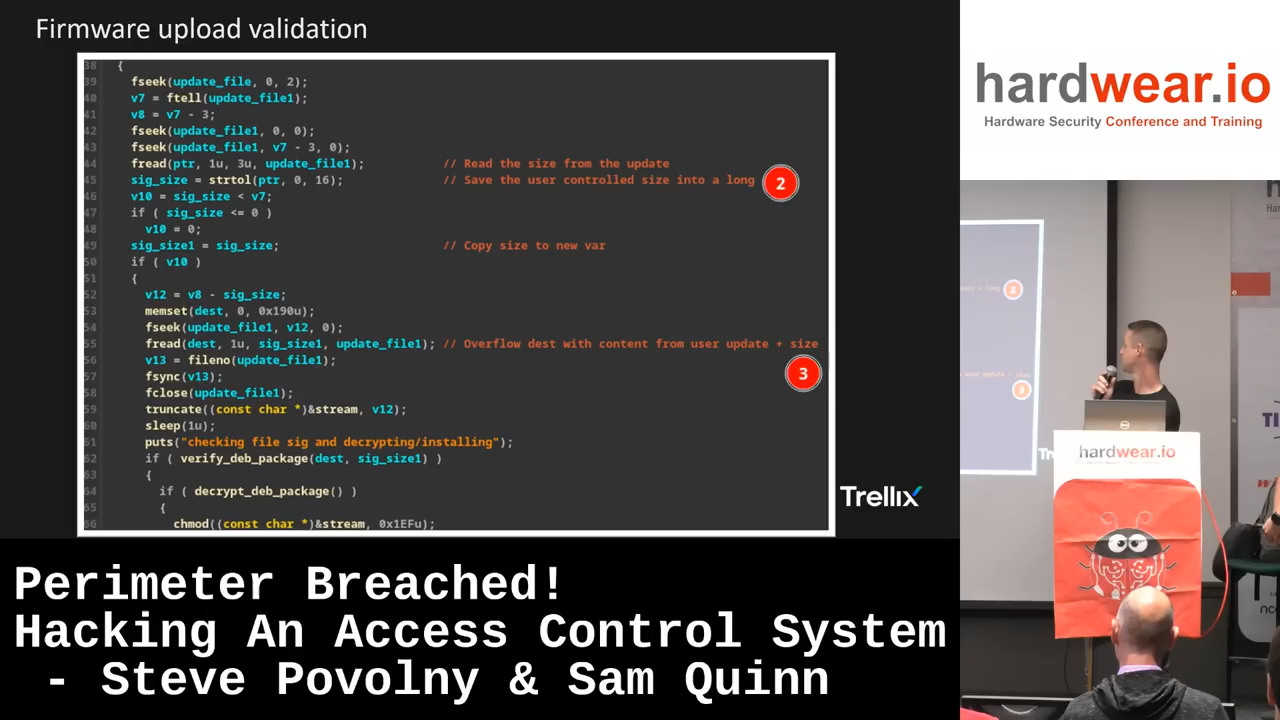 Firmware upload validation
38 {
39 fseek(update_file, 0, 2);
40 v7 = ftell(update_file1);
41 v8 = v7 - 3;
42 fseek(update_file1, 0, 0);
43 fseek(update_file1, v7 - 3, 0);
44 fread(ptr, 1u, 3u, update_file1); // Read the size from the update
45 sig_size = strtol(ptr, 0, 16); // Save the user controlled size into a long
2
46 v10 = sig_size < v7;
47 if ( sig_size <= 0 )
48 v10 = 0;
49 sig_size1 = sig_size; // Copy size to new var
50 if ( v10 )
51 {
52 v12 = v8 - sig_size;
53 memset(dest, 0, 0x190u);
54 fseek(update_file1, v12, 0);
55 fread(dest, 1u, sig_size1, update_file1); // Overflow dest with content from user update + size
56 v13 = fileno(update_file1);
3
57 fsync(v13);
58 fclose(update_file1);
59 truncate((const char *)&stream, v12);
60 sleep(1u);
61 puts("checking file sig and decrypting/installing");
62 if ( verify_deb_package(dest, sig_size1) )
63 {
64 if ( decrypt_deb_package() )
65 {
66 chmod((const char *)&stream, 0x1EFu);
Trellix
Perimeter Breached!
Hacking An Access Control System
- Steve Povolny & Sam Quinn
hardwear.io
Hardware Security Conference and Training
2
3
hardwear.io